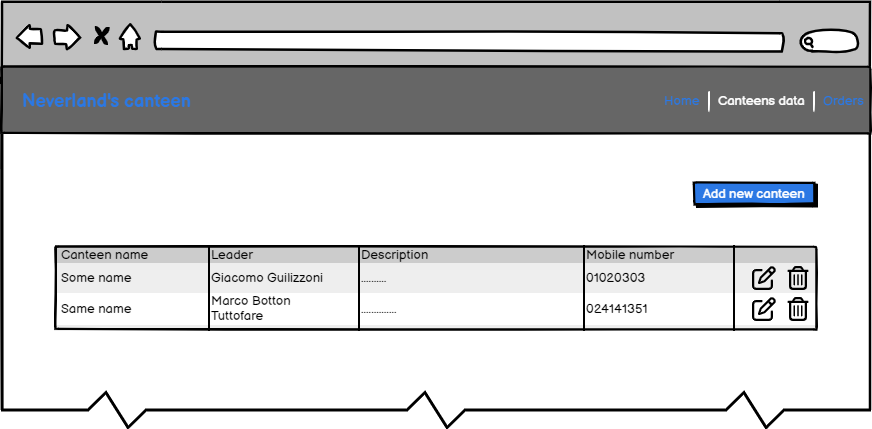 Neverland's canteen
Home Canteens data Orders
Add new canteen
Canteen name Leader Description Mobile number
Some name Giacomo Guilizzoni .......... 01020303
Same name Marco Botton Tuttofare .............. 024141351